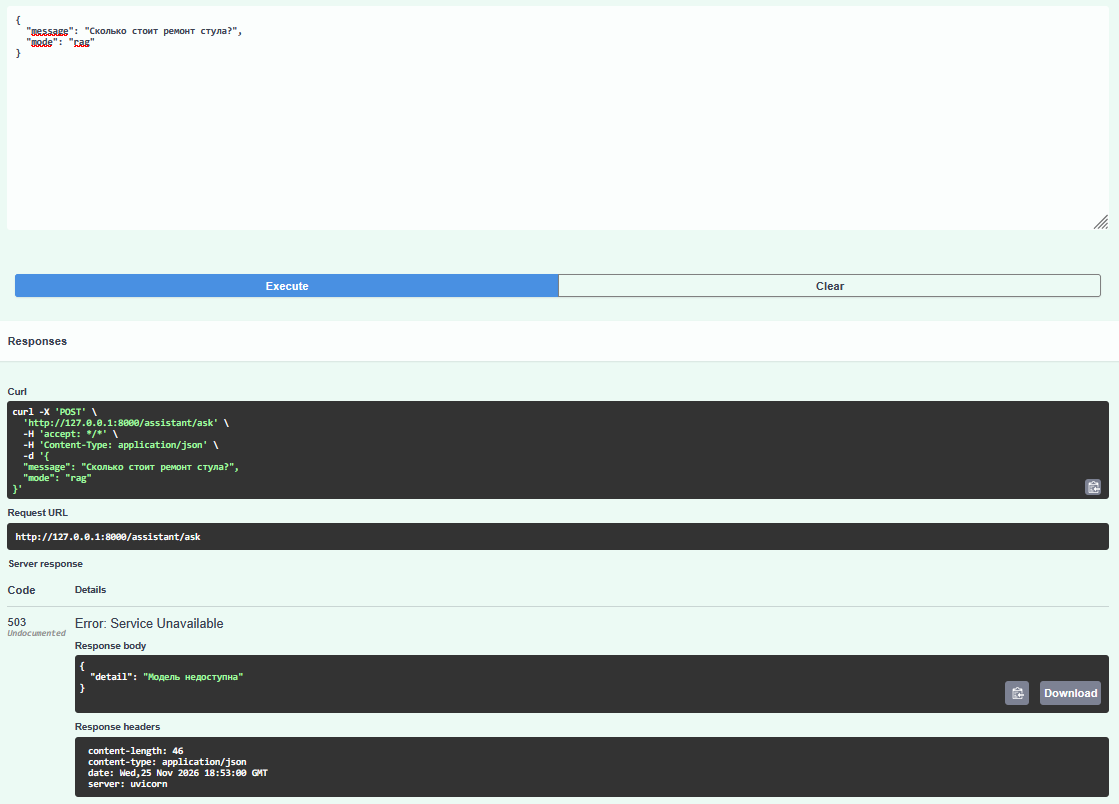 {
  "message": "Сколько стоит ремонт стула?",
  "mode": "rag"
}
Execute
Clear
Responses
Curl
curl -X 'POST' \
  'http://127.0.0.1:8000/assistant/ask' \
  -H 'accept: */*' \
  -H 'Content-Type: application/json' \
  -d '{
  "message": "Сколько стоит ремонт стула?",
  "mode": "rag"
}'
Request URL
http://127.0.0.1:8000/assistant/ask
Server response
Code Details
503 Error: Service Unavailable
Undocumented
Response body
{
  "detail": "Модель недоступна"
}
Download
Response headers
content-length: 46
content-type: application/json
date: Wed,25 Nov 2026 18:53:00 GMT
server: uvicorn